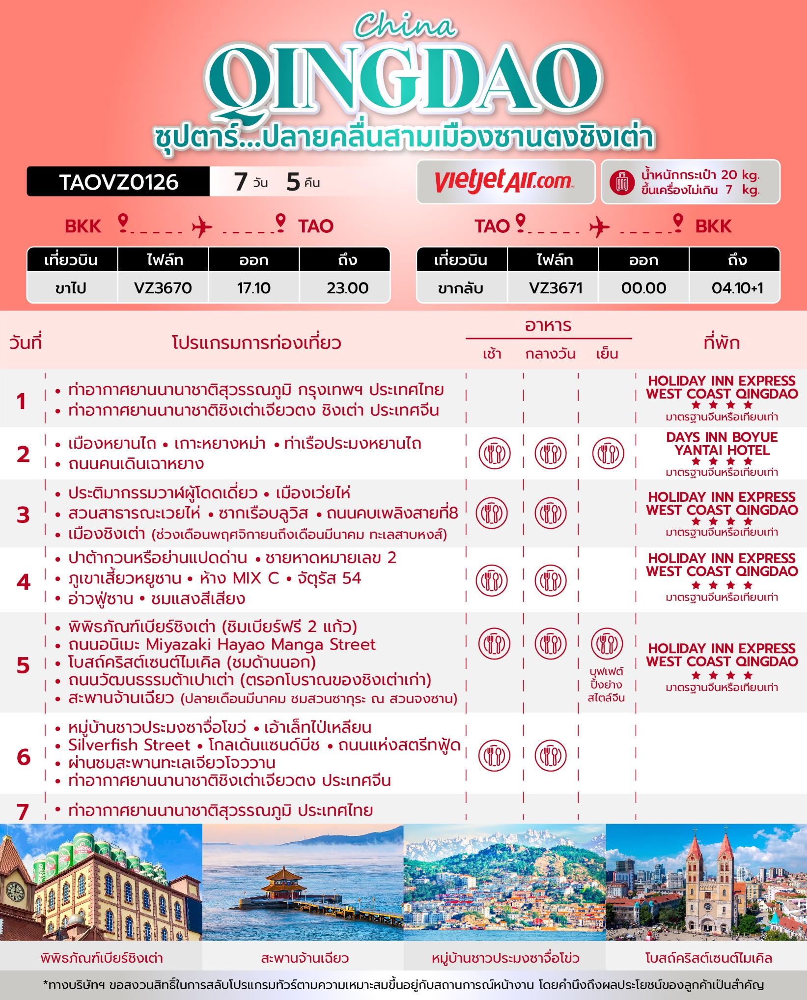 China
QINGDAO
ซุปตาร์...ปลายคลื่นสามเมืองซานตงชิงเต่า
TAOVZ0126 7 วัน 5 คืน
vietjetAir.com
น้ำหนักกระเป๋า 20 kg.
ขึ้นเครื่องไม่เกิน 7 kg.
BKK TAO
เที่ยวบิน ไฟล์ท ออก ถึง
ขาไป VZ3670 17.10 23.00
TAO BKK
เที่ยวบิน ไฟล์ท ออก ถึง
ขากลับ VZ3671 00.00 04.10+1
วันที่ โปรแกรมการท่องเที่ยว อาหาร ที่พัก
เช้า กลางวัน เย็น
1
• ท่าอากาศยานนานาชาติสุวรรณภูมิ กรุงเทพฯ ประเทศไทย
• ท่าอากาศยานนานาชาติชิงเต่าเจียวตง ชิงเต่า ประเทศจีน
HOLIDAY INN EXPRESS
WEST COAST QINGDAO
★ ★ ★ ★
มาตรฐานจีนหรือเทียบเท่า
2
• เมืองหยานไถ • เกาะหยางหม่า • ท่าเรือประมงหยานไถ
• ถนนคนเดินเฉาหยาง
DAYS INN BOYUE
YANTAI HOTEL
★ ★ ★ ★
มาตรฐานจีนหรือเทียบเท่า
3
• ประติมากรรมวาฬผู้โดดเดี่ยว • เมืองเว่ยไห่
• สวนสาธารณะเวยไห่ • ซากเรือบลูวิส • ถนนคบเพลิงสายที่8
• เมืองชิงเต่า (ช่วงเดือนพฤศจิกายนถึงเดือนมีนาคม ทะเลสาบหงส์)
HOLIDAY INN EXPRESS
WEST COAST QINGDAO
★ ★ ★ ★
มาตรฐานจีนหรือเทียบเท่า
4
• ปาต้ากวนหรือย่านแปดด่าน • ชายหาดหมายเลข 2
• ภูเขาเสี้ยวหยูซาน • ห้าง MIX C • จัตุรัส 54
• อ่าวฟู่ซาน • ชมแสงสีเสียง
HOLIDAY INN EXPRESS
WEST COAST QINGDAO
★ ★ ★ ★
มาตรฐานจีนหรือเทียบเท่า
5
• พิพิธภัณฑ์เบียร์ชิงเต่า (ชิมเบียร์ฟรี 2 แก้ว)
• ถนนอนิเมะ Miyazaki Hayao Manga Street
• โบสถ์คริสต์เซนต์ไมเคิล (ชมด้านนอก)
• ถนนวัฒนธรรมต้าเปาเต่า (ตรอกโบราณของชิงเต่าเก่า)
• สะพานจ้านเฉียว (ปลายเดือนมีนาคม ชมสวนซากุระ ณ สวนจงซาน)
บุฟเฟต์
ปิ้งย่าง
สไตล์จีน
HOLIDAY INN EXPRESS
WEST COAST QINGDAO
★ ★ ★ ★
มาตรฐานจีนหรือเทียบเท่า
6
• หมู่บ้านชาวประมงซาจื่อโขว่ • เอ้าเล็ทไป่เหลียน
• Silverfish Street • โกลเด้นแซนด์บีช • ถนนแห่งสตรีทฟู้ด
• ผ่านชมสะพานทะเลเจียวโจววาน
• ท่าอากาศยานนานาชาติชิงเต่าเจียวตง ประเทศจีน
7
• ท่าอากาศยานนานาชาติสุวรรณภูมิ ประเทศไทย
TSINGTAO
พิพิธภัณฑ์เบียร์ชิงเต่า
สะพานจ้านเฉียว
หมู่บ้านชาวประมงซาจื่อโข่ว
โบสถ์คริสต์เซนต์ไมเคิล
*ทางบริษัทฯ ขอสงวนสิทธิ์ในการสลับโปรแกรมทัวร์ตามความเหมาะสมขึ้นอยู่กับสถานการณ์หน้างาน โดยคำนึงถึงผลประโยชน์ของลูกค้าเป็นสำคัญ